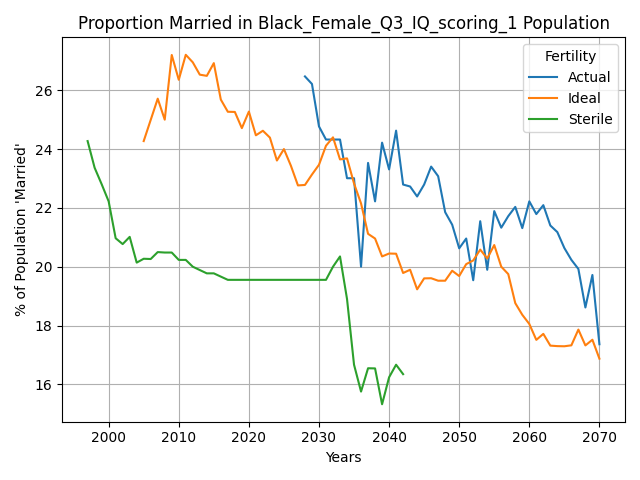 Proportion Married in Black_Female_Q3_IQ_scoring_1 Population
% of Population 'Married'
26
24
22
20
18
16
Fertility
Actual
Ideal
Sterile
2000 2010 2020 2030 2040 2050 2060 2070
Years